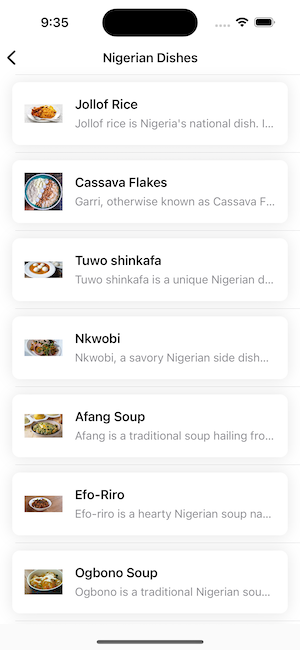 9:35
Nigerian Dishes
Jollof Rice
Jollof rice is Nigeria's national dish. I...
Cassava Flakes
Garri, otherwise known as Cassava F...
Tuwo shinkafa
Tuwo shinkafa is a unique Nigerian d...
Nkwobi
Nkwobi, a savory Nigerian side dish...
Afang Soup
Afang is a traditional soup hailing fro...
Efo-Riro
Efo-riro is a hearty Nigerian soup na...
Ogbono Soup
Ogbono is a traditional Nigerian sou...